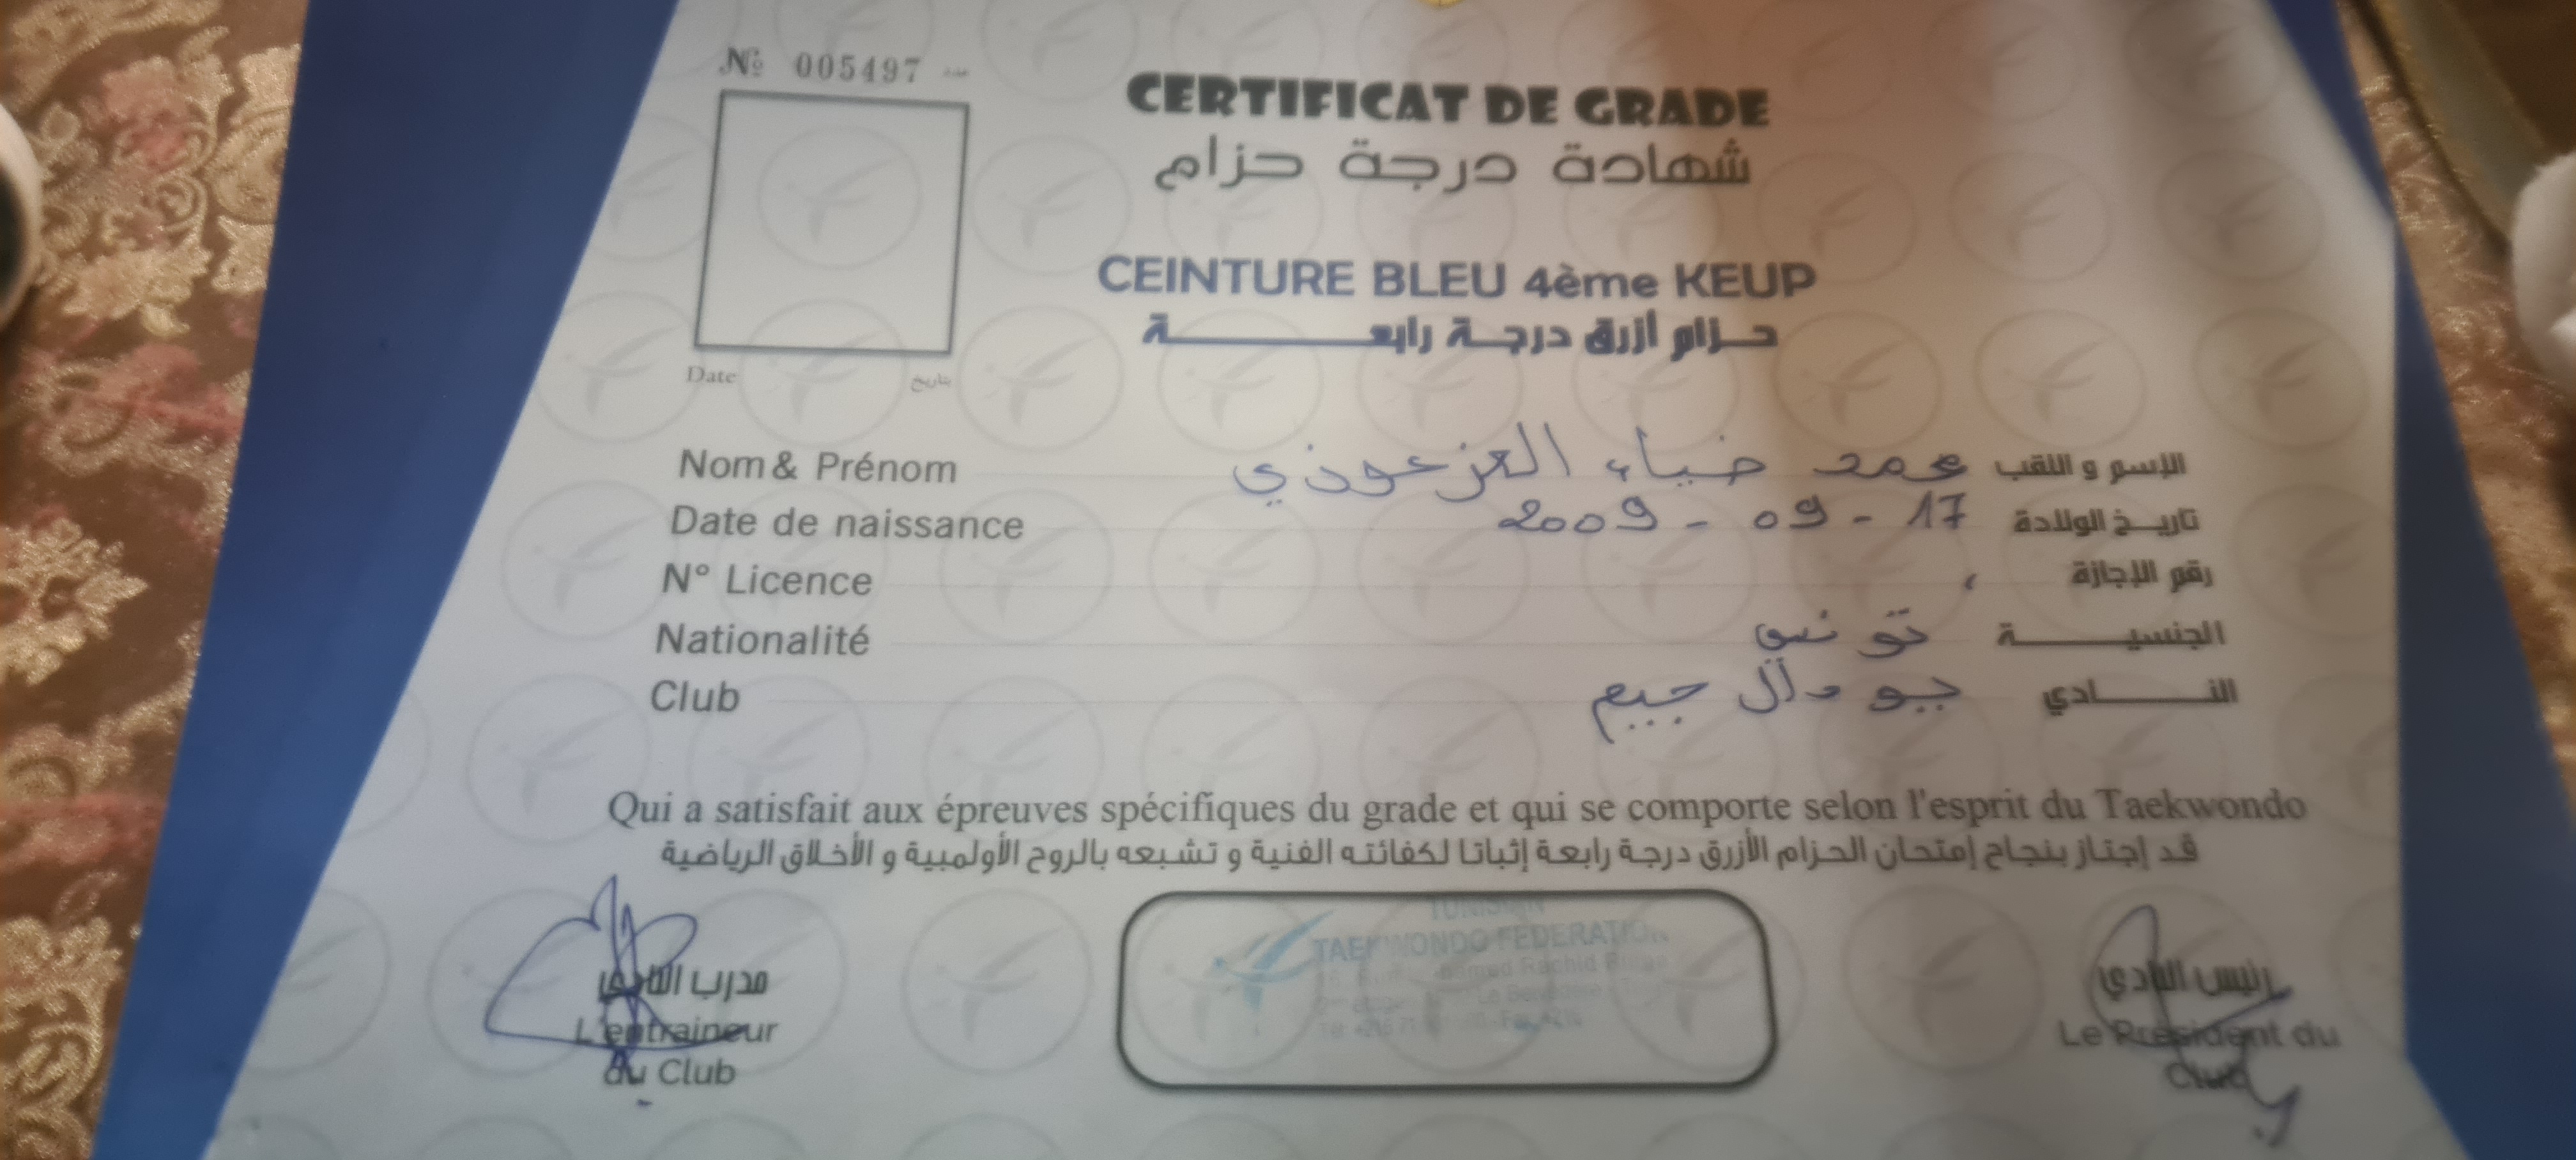 № 005497
CERTIFICAT DE GRADE
شهادة درجة حزام
CEINTURE BLEU 4ème KEUP
حزام أزرق درجة رابعة
Date بتاريخ
Nom & Prénom محمد ضياء العزعوزي الإسم و اللقب
Date de naissance 2009 - 09 - 17 تاريخ الولادة
N° Licence رقم الإجازة
Nationalité تونسي الجنسية
Club جيم النادي
Qui a satisfait aux épreuves spécifiques du grade et qui se comporte selon l'esprit du Taekwondo
قد إجتاز بنجاح إمتحان الحزام الأزرق درجة رابعة إثباتا لكفائته الفنية و تشبعه بالروح الأولمبية و الأخلاق الرياضية
مدرب النادي
L'entraineur
du Club
TUNISIAN
TAEKWONDO FEDERATION
رئيس النادي
Le Président du
Club